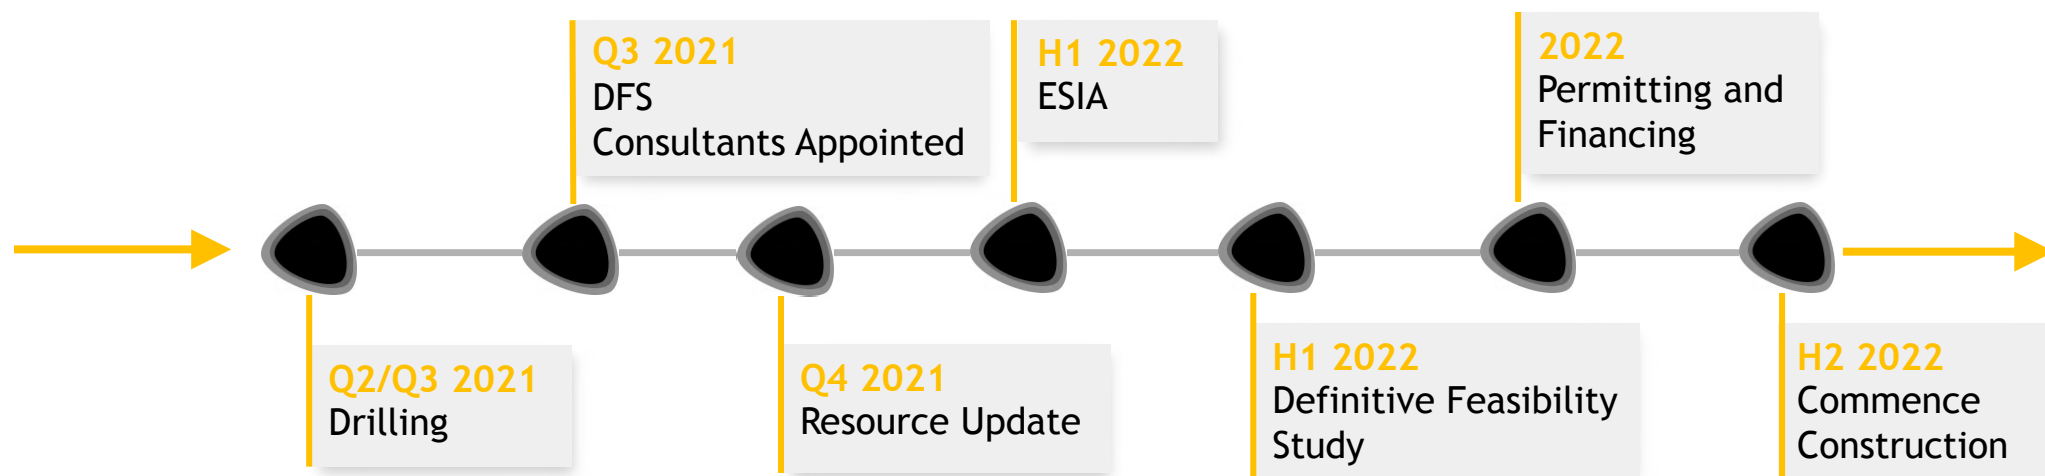 Q3 2021
DFS
Consultants Appointed
H1 2022
ESIA
2022
Permitting and
Financing
Q2/Q3 2021
Drilling
Q4 2021
Resource Update
H1 2022
Definitive Feasibility
Study
H2 2022
Commence
Construction